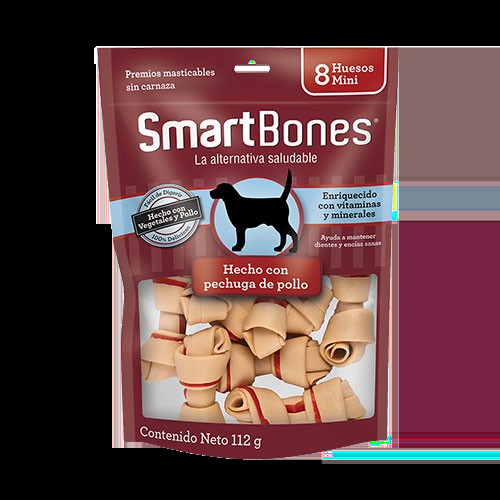 Premios masticables
sin carnaza
8 Huesos
Mini
SmartBones®
La alternativa saludable
Fácil de Digerir
Hecho con
Vegetales y Pollo
100% Delicioso
Enriquecido
con vitaminas
y minerales
Ayuda a mantener
dientes y encías sanas
Hecho con
pechuga de pollo
Contenido Neto 112 g